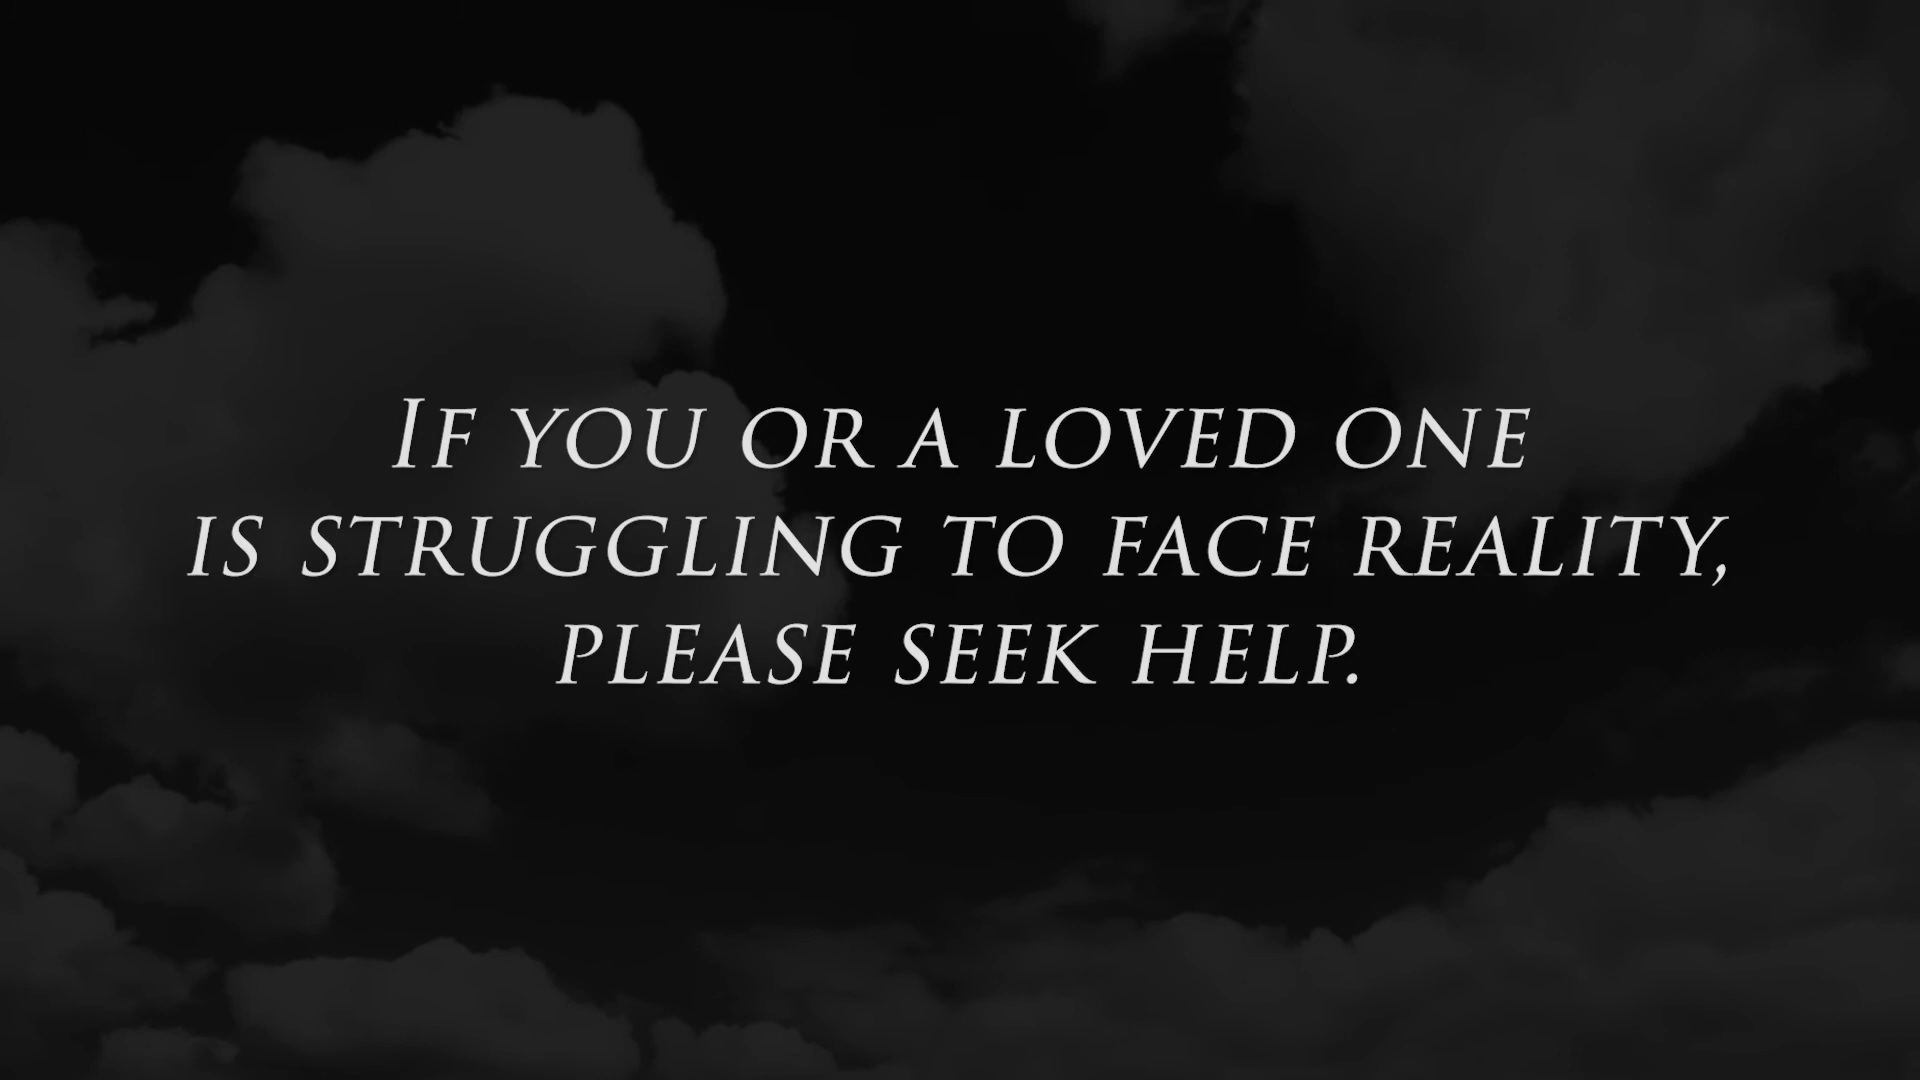 If you or a loved one
is struggling to face reality,
please seek help.